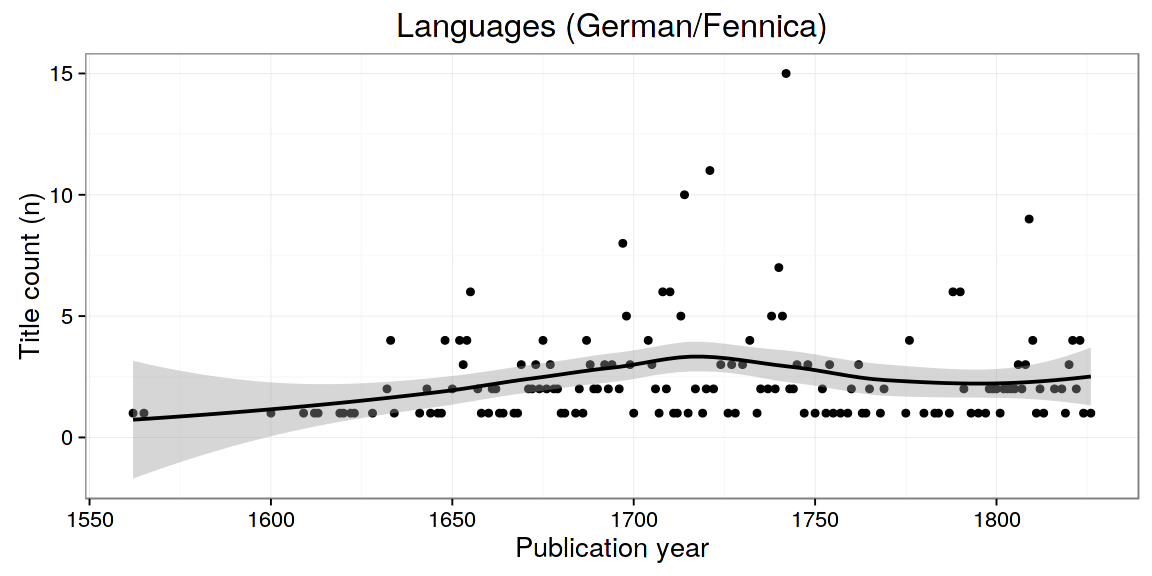 Languages (German/Fennica)
15
10
5
0
Title count (n)
1550 1600 1650 1700 1750 1800
Publication year